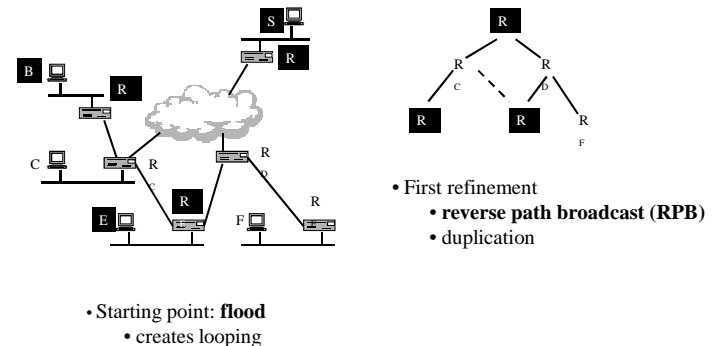 S
R
B
R
C
R
C
R
D
E
R
F
R
R
R
C
R
D
R
R
R
F
• First refinement
• reverse path broadcast (RPB)
• duplication
• Starting point: flood
• creates looping